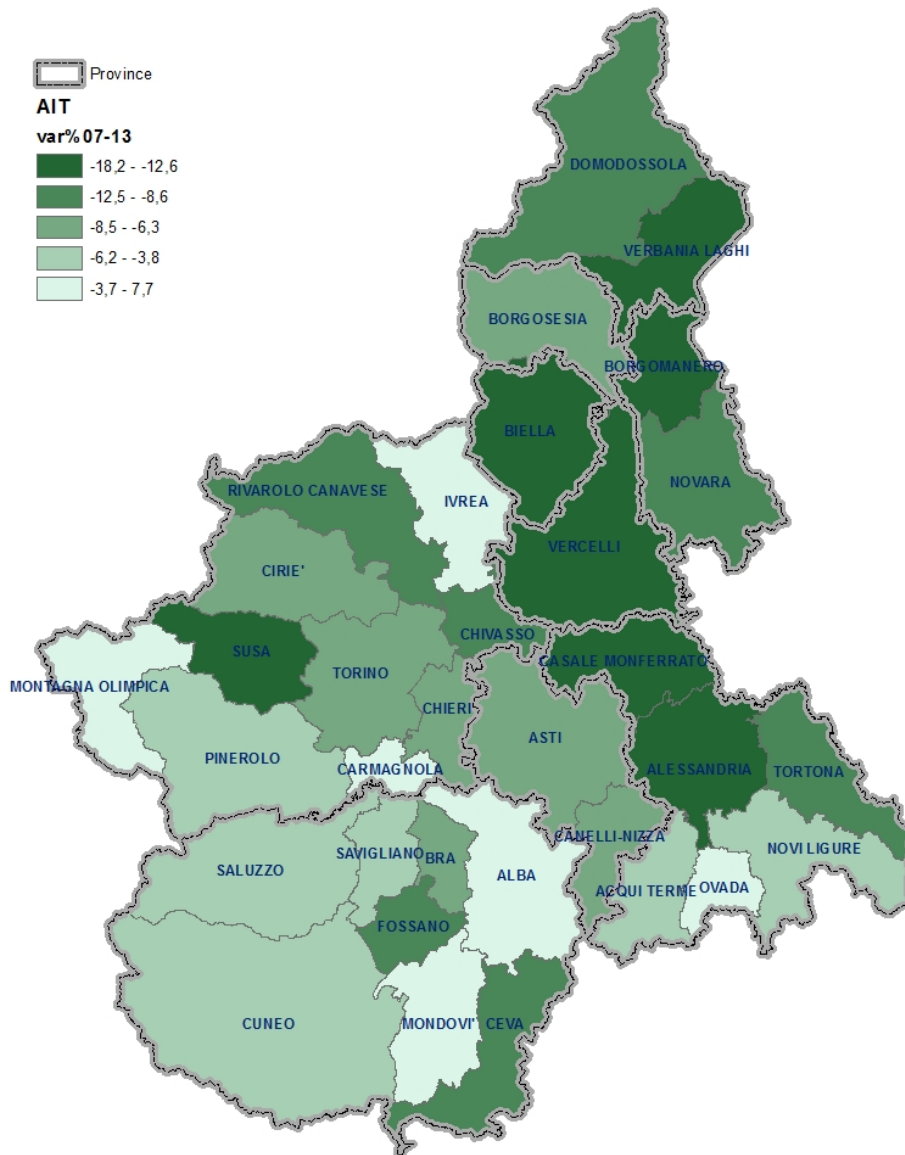 Province
AIT
var% 07-13
-18,2 - -12,6
-12,5 - -8,6
-8,5 - -6,3
-6,2 - -3,8
-3,7 - 7,7
DOMODOSSOLA
VERBANIA LAGHI
BORGOSESIA
BORGOMANERO
BIELLA
NOVARA
RIVAROLO CANAVESE
IVREA
VERCELLI
CIRIE'
CHIVASSO
SUSA
CASALE MONFERRATO
TORINO
MONTAGNA OLIMPICA
CHIERI
ASTI
PINEROLO
CARMAGNOLA
ALESSANDRIA
TORTONA
CANELLI-NIZZA
NOVI LIGURE
SAVIGLIANO
BRA
SALUZZO
ALBA
ACQUI TERME
OVADA
FOSSANO
CUNEO
MONDOVI'
CEVA